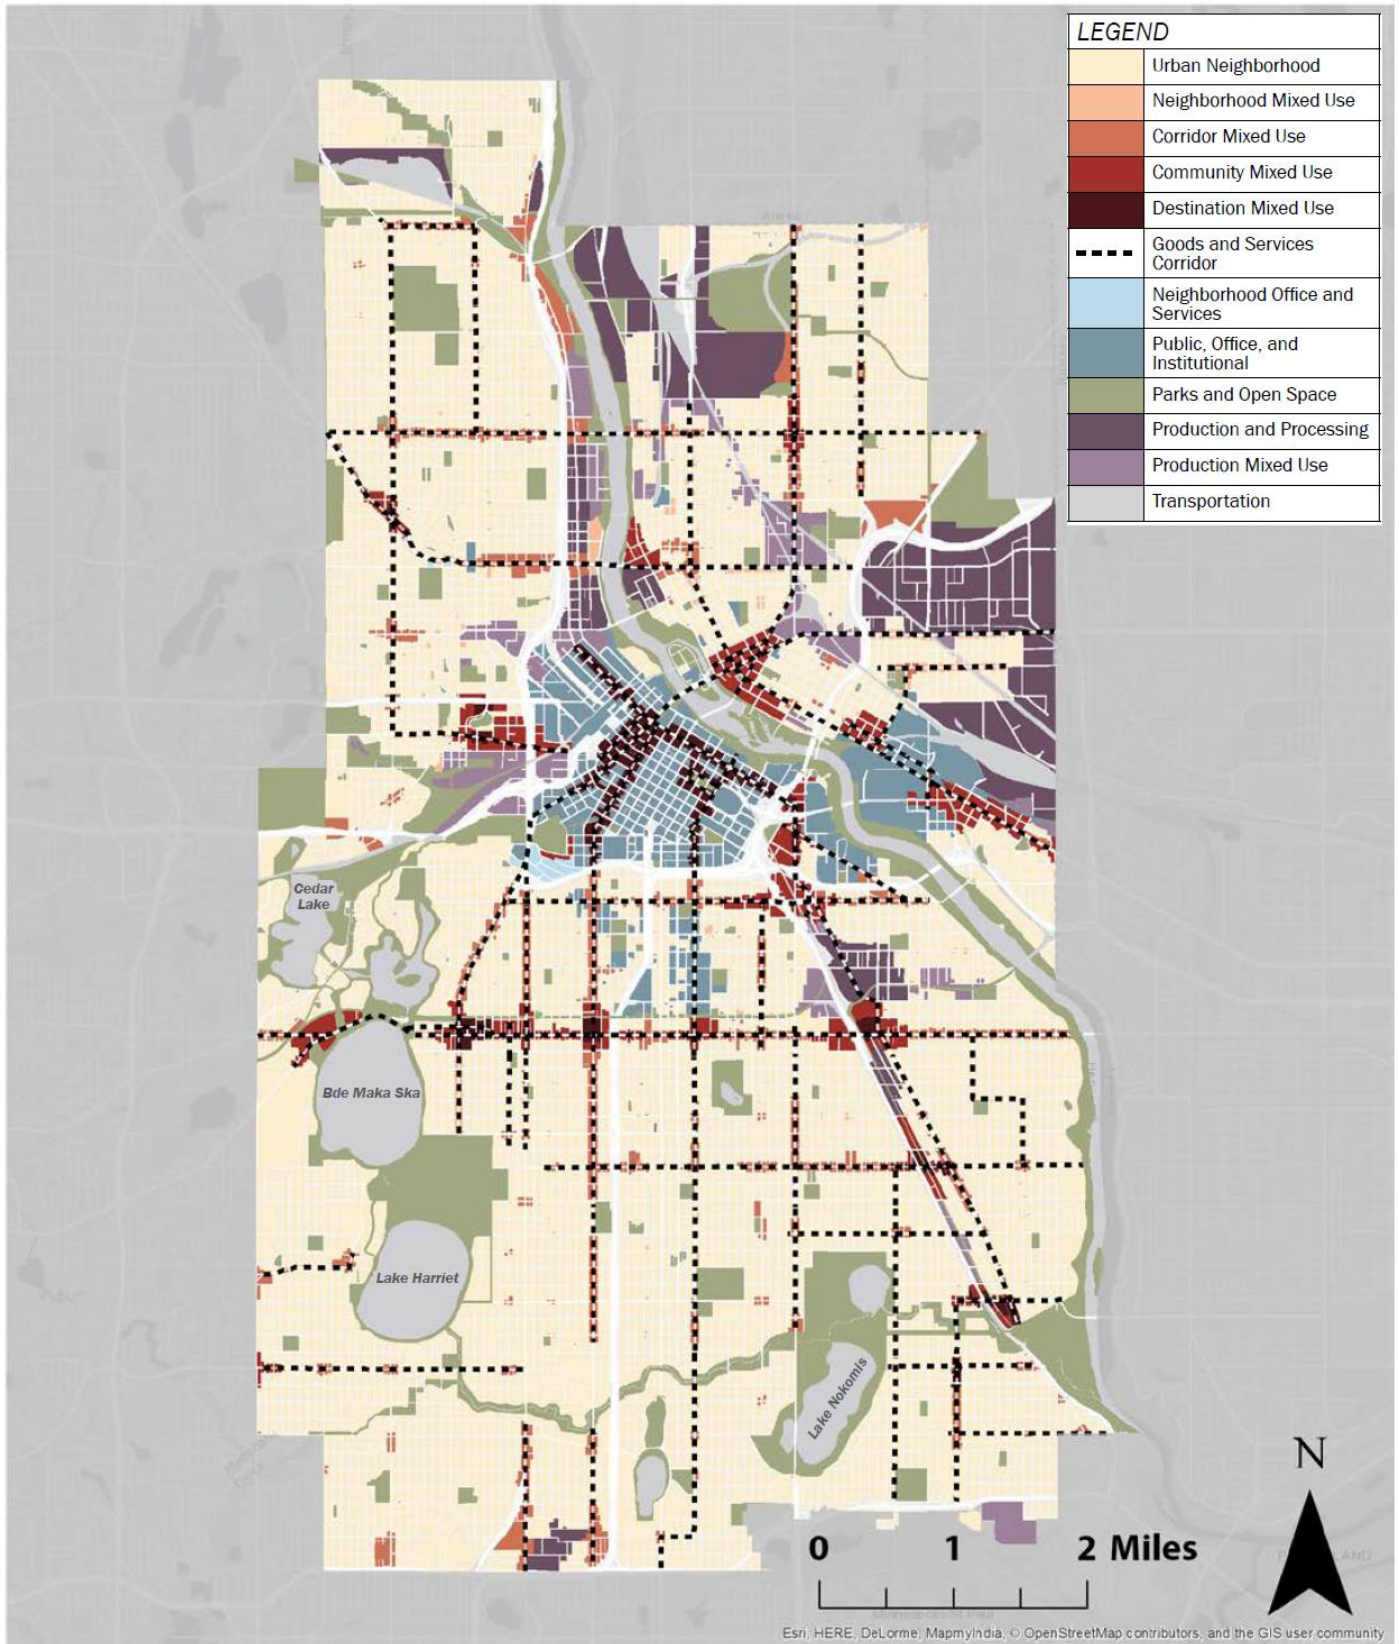 LEGEND
Urban Neighborhood
Neighborhood Mixed Use
Corridor Mixed Use
Community Mixed Use
Destination Mixed Use
Goods and Services
Corridor
Neighborhood Office and
Services
Public, Office, and
Institutional
Parks and Open Space
Production and Processing
Production Mixed Use
Transportation
Cedar
Lake
Bde Maka Ska
Lake Harriet
Lake Nokomis
N
0 1 2 Miles
Esri, HERE, DeLorme, MapmyIndia, © OpenStreetMap contributors, and the GIS user community